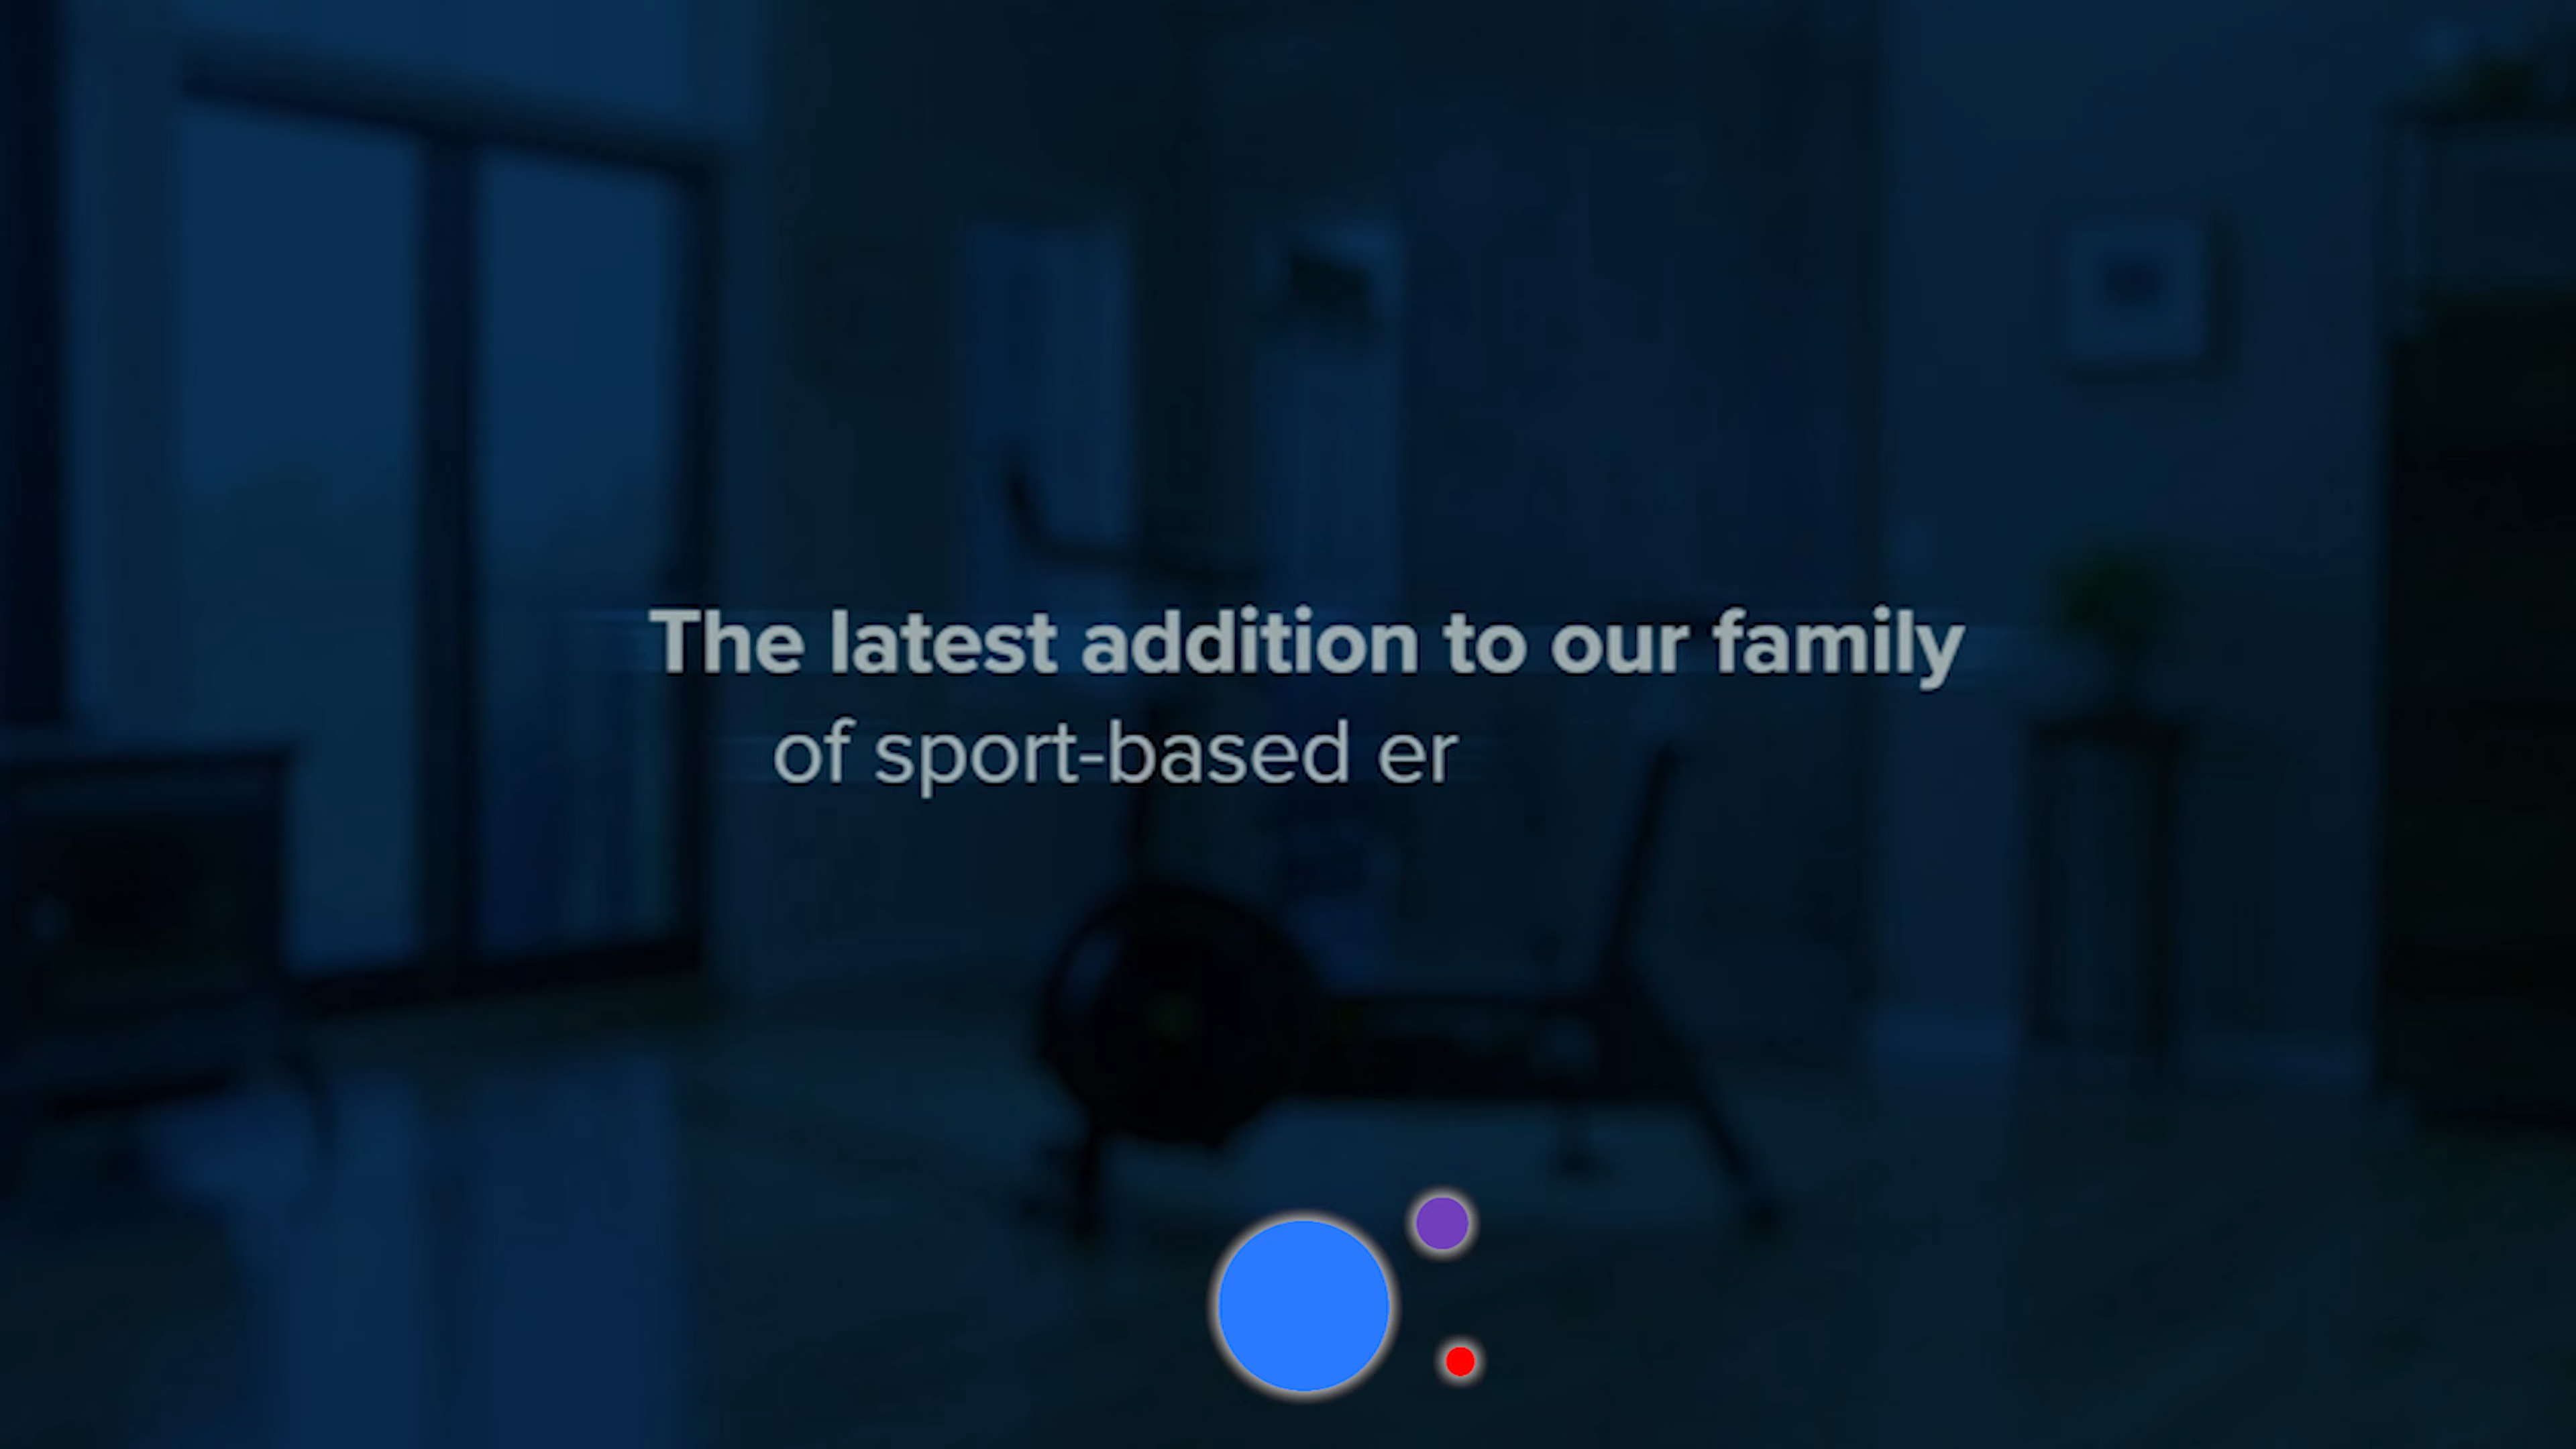 The latest addition to our family
of sport-based er